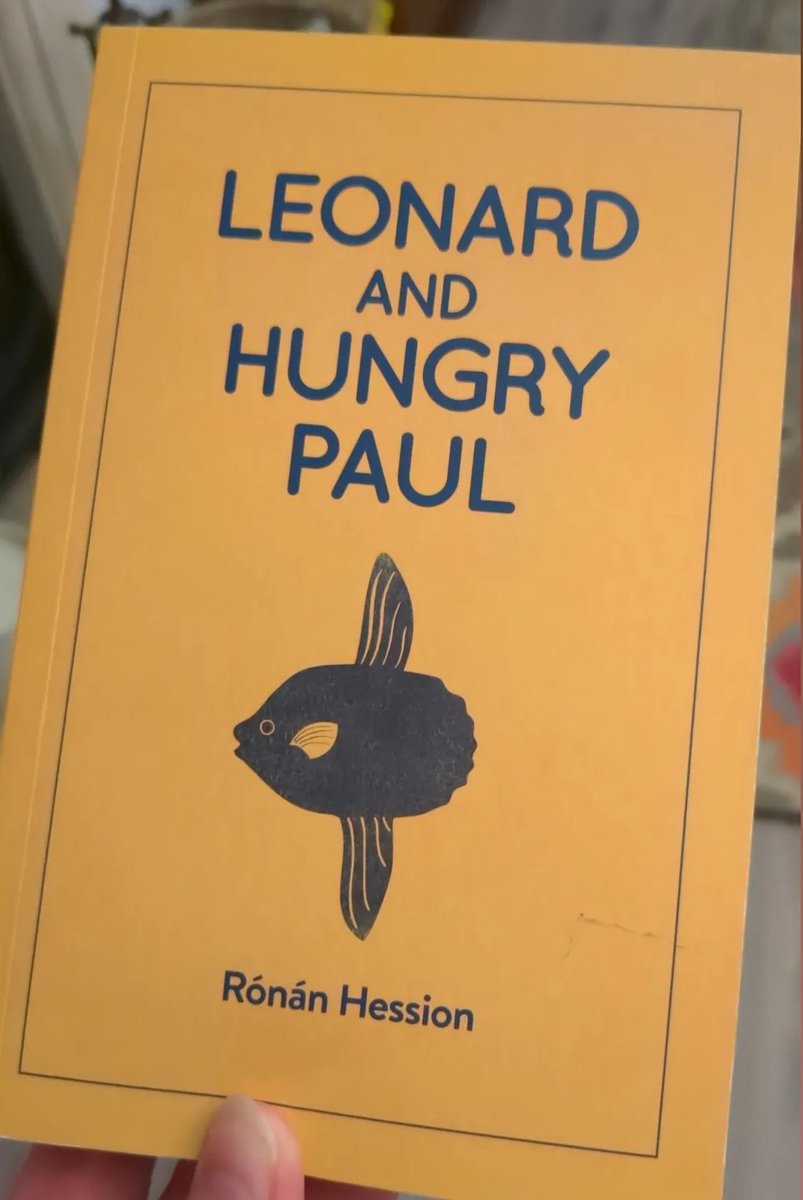 LEONARD
AND
HUNGRY
PAUL
Rónán Hession